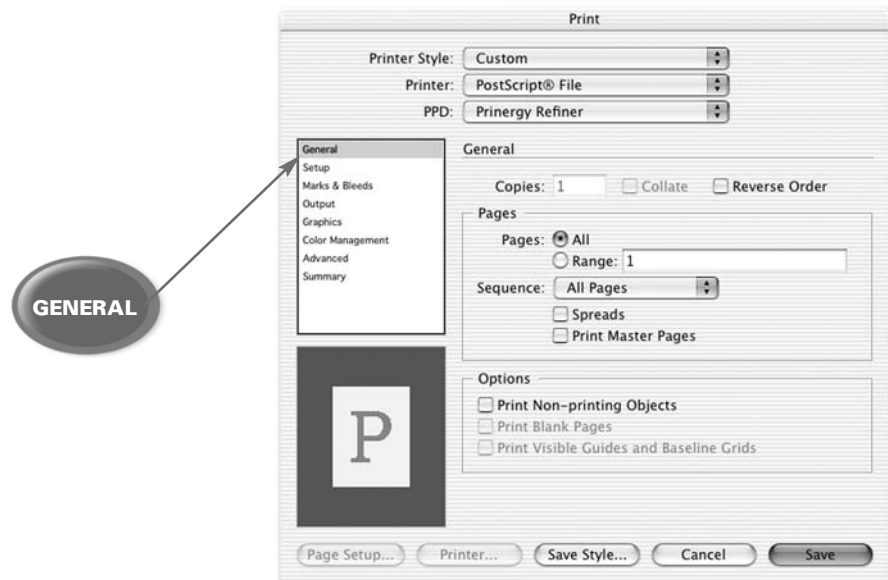 Print
Printer Style: Custom
Printer: PostScript® File
PPD: Prinergy Refiner
General
Setup
Marks & Bleeds
Output
Graphics
Color Management
Advanced
Summary
GENERAL
General
Copies: 1 Collate Reverse Order
Pages
Pages: All
Range: 1
Sequence: All Pages
Spreads
Print Master Pages
P
Options
Print Non-printing Objects
Print Blank Pages
Print Visible Guides and Baseline Grids
Page Setup... Printer... Save Style... Cancel Save